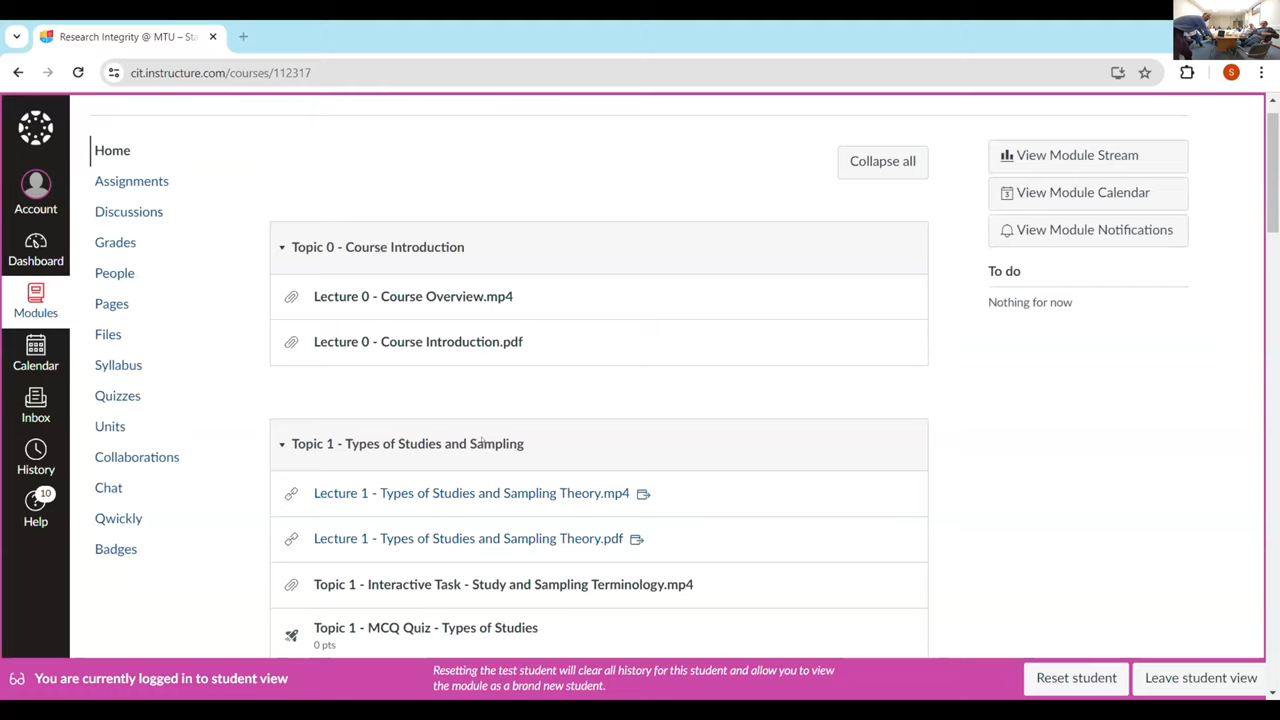 Research Integrity @ MTU – Sta
cit.instructure.com/courses/112317
S
Account
Dashboard
Modules
Calendar
Inbox
History
10
Help
Home
Assignments
Discussions
Grades
People
Pages
Files
Syllabus
Quizzes
Units
Collaborations
Chat
Qwickly
Badges
Collapse all
Topic 0 - Course Introduction
Lecture 0 - Course Overview.mp4
Lecture 0 - Course Introduction.pdf
Topic 1 - Types of Studies and Sampling
Lecture 1 - Types of Studies and Sampling Theory.mp4
Lecture 1 - Types of Studies and Sampling Theory.pdf
Topic 1 - Interactive Task - Study and Sampling Terminology.mp4
Topic 1 - MCQ Quiz - Types of Studies
0 pts
View Module Stream
View Module Calendar
View Module Notifications
To do
Nothing for now
You are currently logged in to student view
Resetting the test student will clear all history for this student and allow you to view
the module as a brand new student.
Reset student
Leave student view